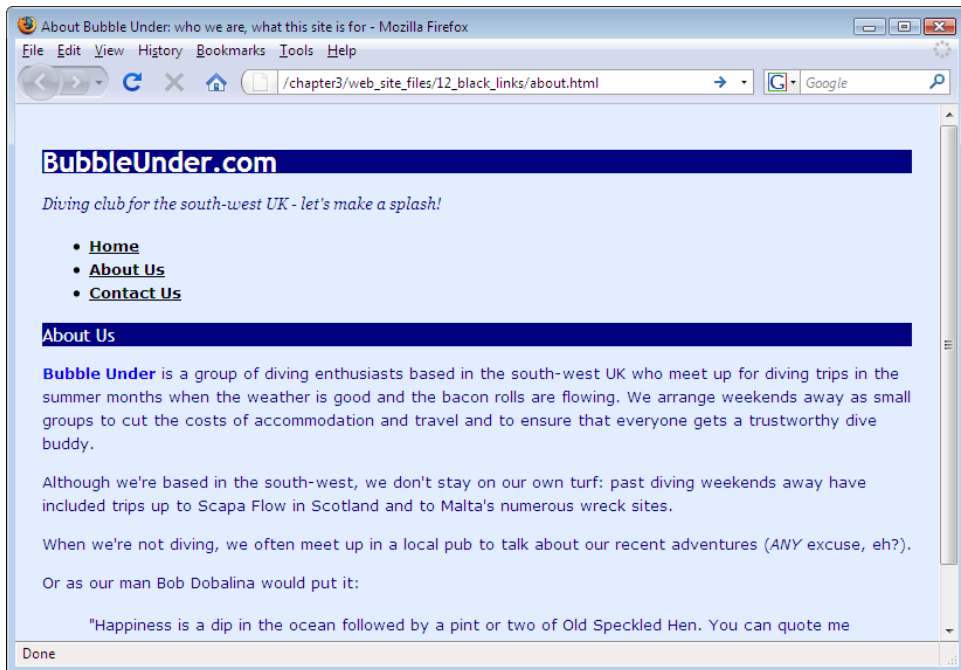 About Bubble Under: who we are, what this site is for - Mozilla Firefox
File Edit View History Bookmarks Tools Help
/chapter3/web_site_files/12_black_links/about.html
G Google
BubbleUnder.com
Diving club for the south-west UK - let's make a splash!
• Home
• About Us
• Contact Us
About Us
Bubble Under is a group of diving enthusiasts based in the south-west UK who meet up for diving trips in the
summer months when the weather is good and the bacon rolls are flowing. We arrange weekends away as small
groups to cut the costs of accommodation and travel and to ensure that everyone gets a trustworthy dive
buddy.
Although we're based in the south-west, we don't stay on our own turf: past diving weekends away have
included trips up to Scapa Flow in Scotland and to Malta's numerous wreck sites.
When we're not diving, we often meet up in a local pub to talk about our recent adventures (ANY excuse, eh?).
Or as our man Bob Dobalina would put it:
"Happiness is a dip in the ocean followed by a pint or two of Old Speckled Hen. You can quote me
Done